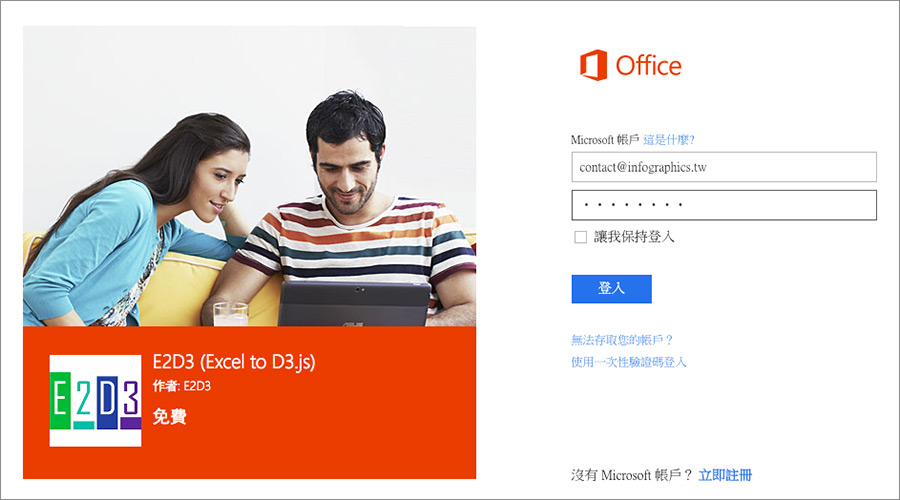 E2D3
E2D3 (Excel to D3.js)
作者: E2D3
免費
Office
Microsoft 帳戶 這是什麼?
contact@infographics.tw
讓我保持登入
登入
無法存取您的帳戶？
使用一次性驗證碼登入
沒有 Microsoft 帳戶？ 立即註冊